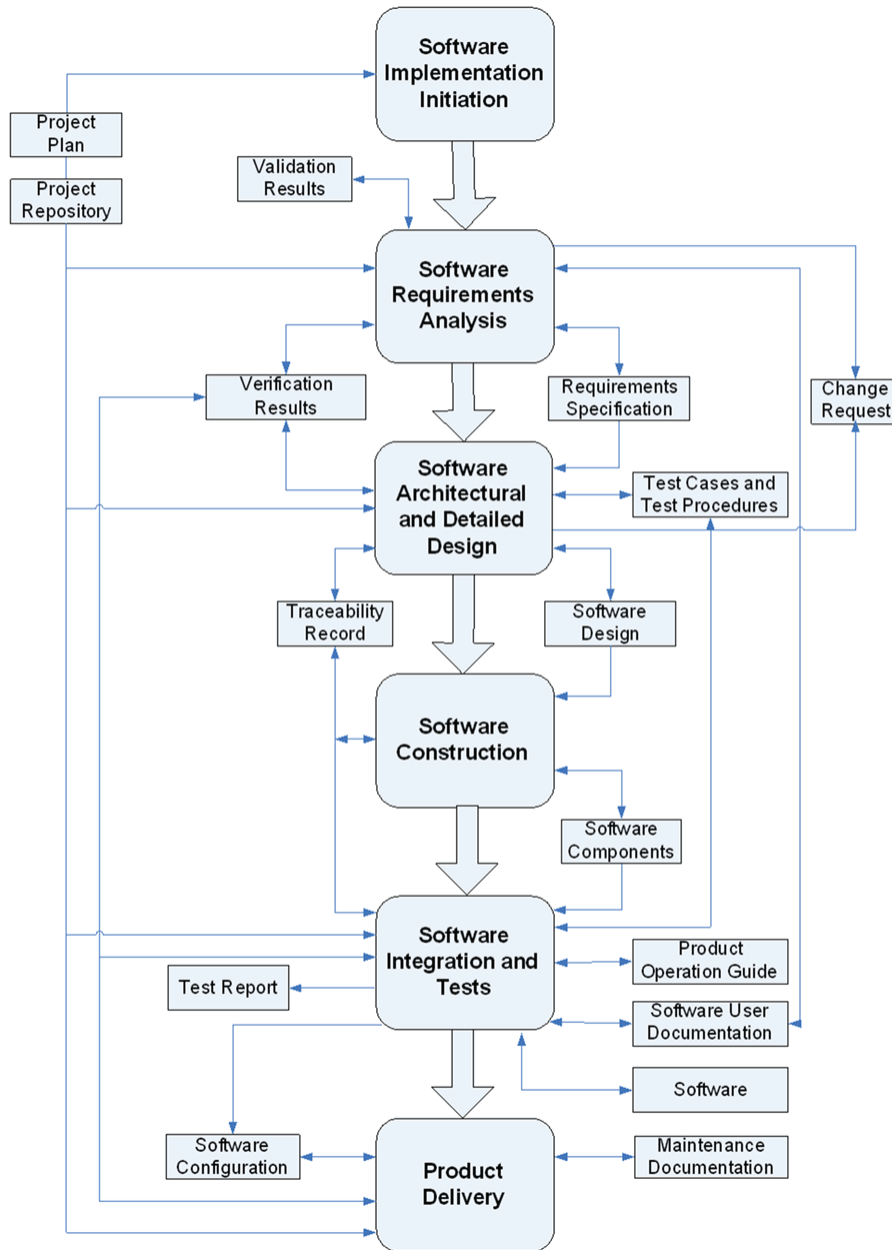 Software
Implementation
Initiation
Project
Plan
Validation
Results
Project
Repository
Software
Requirements
Analysis
Verification
Results
Requirements
Specification
Change
Request
Software
Architectural
and Detailed
Design
Test Cases and
Test Procedures
Traceability
Record
Software
Design
Software
Construction
Software
Components
Software
Integration and
Tests
Product
Operation Guide
Test Report
Software User
Documentation
Software
Software
Configuration
Product
Delivery
Maintenance
Documentation